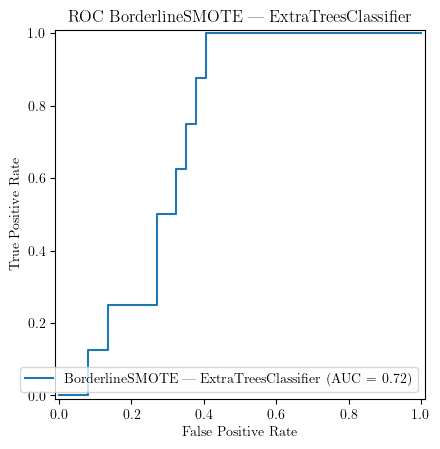 ROC BorderlineSMOTE — ExtraTreesClassifier
True Positive Rate
1.0
0.8
0.6
0.4
0.2
0.0
BorderlineSMOTE — ExtraTreesClassifier (AUC = 0.72)
0.0 0.2 0.4 0.6 0.8 1.0
False Positive Rate